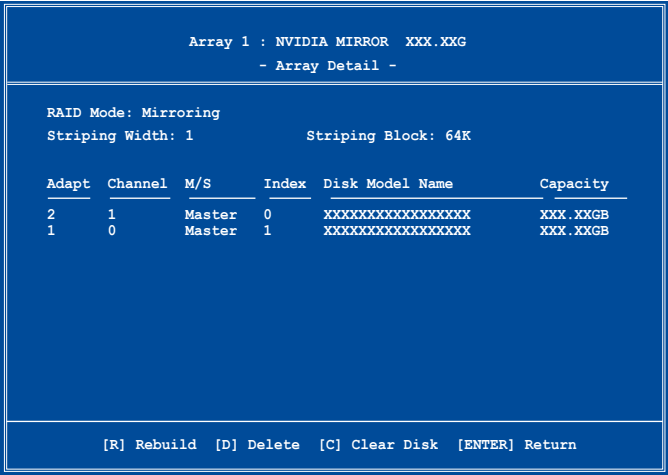 Array 1 : NVIDIA MIRROR XXX.XXG
- Array Detail -
RAID Mode: Mirroring
Striping Width: 1 Striping Block: 64K
Adapt Channel M/S Index Disk Model Name Capacity
2 1 Master 0 XXXXXXXXXXXXXXXXX XXX.XXGB
1 0 Master 1 XXXXXXXXXXXXXXXXX XXX.XXGB
[R] Rebuild [D] Delete [C] Clear Disk [ENTER] Return